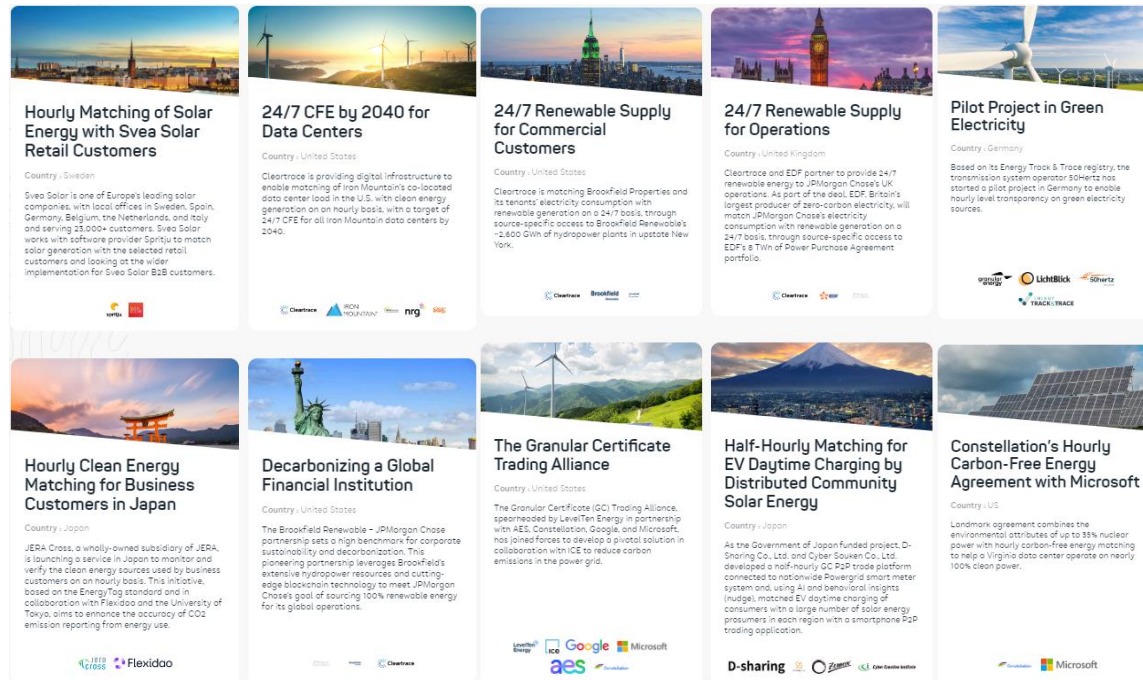 Hourly Matching of Solar
Energy with Svea Solar
Retail Customers
Country : Sweden
Svea Solar is one of Europe's leading solar
companies, with local offices in Sweden, Spain,
Germany, Belgium, the Netherlands, and Italy
and serving 23,000+ customers. Svea Solar
works with software provider Spritju to match
solar generation with the selected retail
customers and looking at the wider
implementation for Svea Solar B2B customers.
spritju
24/7 CFE by 2040 for
Data Centers
Country : United States
Cleartrace is providing digital infrastructure to
enable matching of Iron Mountain's co-located
data center load in the U.S. with clean energy
generation on an hourly basis, with a target of
24/7 CFE for all Iron Mountain data centers by
2040.
Cleartrace
IRON
MOUNTAIN
nrg
24/7 Renewable Supply
for Commercial
Customers
Country : United States
Cleartrace is matching Brookfield Properties and
its tenants' electricity consumption with
renewable generation on a 24/7 basis, through
source-specific access to Brookfield Renewable's
~2,600 GWh of hydropower plants in upstate New
York.
Cleartrace
Brookfield
24/7 Renewable Supply
for Operations
Country : United Kingdom
Cleartrace and EDF partner to provide 24/7
renewable energy to JPMorgan Chase's UK
operations. As part of the deal, EDF, Britain's
largest producer of zero-carbon electricity, will
match JPMorgan Chase's electricity
consumption with renewable generation on a
24/7 basis, through source-specific access to
EDF's 8 TWh of Power Purchase Agreement
portfolio.
Cleartrace
EDF
Pilot Project in Green
Electricity
Country : Germany
Based on its Energy Track & Trace registry, the
transmission system operator 50Hertz has
started a pilot project in Germany to enable
hourly level transparency on green electricity
sources.
granular
energy
LichtBlick
50hertz
ENERGY
TRACK&TRACE
Hourly Clean Energy
Matching for Business
Customers in Japan
Country : Japan
JERA Cross, a wholly-owned subsidiary of JERA,
is launching a service in Japan to monitor and
verify the clean energy sources used by business
customers on an hourly basis. This initiative,
based on the EnergyTag standard and in
collaboration with Flexidao and the University of
Tokyo, aims to enhance the accuracy of CO2
emission reporting from energy use.
JERA
CROSS
Flexidao
Decarbonizing a Global
Financial Institution
Country : United States
The Brookfield Renewable – JPMorgan Chase
partnership sets a high benchmark for corporate
sustainability and decarbonization. This
pioneering partnership leverages Brookfield's
extensive hydropower resources and cutting-
edge blockchain technology to meet JPMorgan
Chase's goal of sourcing 100% renewable energy
for its global operations.
Cleartrace
The Granular Certificate
Trading Alliance
Country : United States
The Granular Certificate (GC) Trading Alliance,
spearheaded by LevelTen Energy in partnership
with AES, Constellation, Google, and Microsoft,
has joined forces to develop a pivotal solution in
collaboration with ICE to reduce carbon
emissions in the power grid.
LevelTen
Energy
ICE
Google
Microsoft
aes
Constellation
Half-Hourly Matching for
EV Daytime Charging by
Distributed Community
Solar Energy
Country : Japan
As the Government of Japan funded project, D-
Sharing Co., Ltd. and Cyber Souken Co., Ltd.
developed a half-hourly GC P2P trade platform
connected to nationwide Powergrid smart meter
system and, using AI and behavioral insights
(nudge), matched EV daytime charging of
consumers with a large number of solar energy
prosumers in each region with a smartphone P2P
trading application.
D-sharing
Constellation's Hourly
Carbon-Free Energy
Agreement with Microsoft
Country : US
Landmark agreement combines the
environmental attributes of up to 35% nuclear
power with hourly carbon-free energy matching
to help a Virginia data center operate on nearly
100% clean power.
Constellation
Microsoft